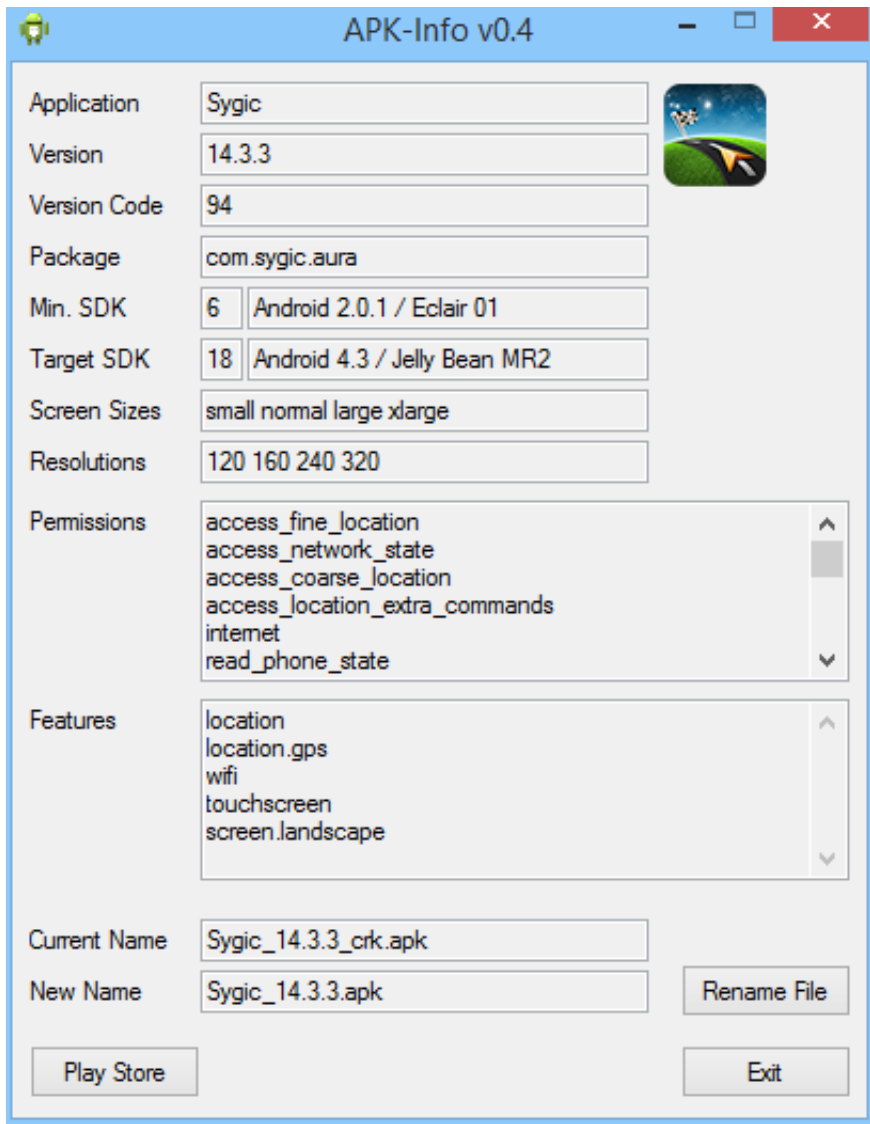 APK-Info v0.4
Application Sygic
Version 14.3.3
Version Code 94
Package com.sygic.aura
Min. SDK 6 Android 2.0.1 / Eclair 01
Target SDK 18 Android 4.3 / Jelly Bean MR2
Screen Sizes small normal large xlarge
Resolutions 120 160 240 320
Permissions access_fine_location
access_network_state
access_coarse_location
access_location_extra_commands
internet
read_phone_state
Features location
location.gps
wifi
touchscreen
screen.landscape
Current Name Sygic_14.3.3_crk.apk
New Name Sygic_14.3.3.apk Rename File
Play Store Exit